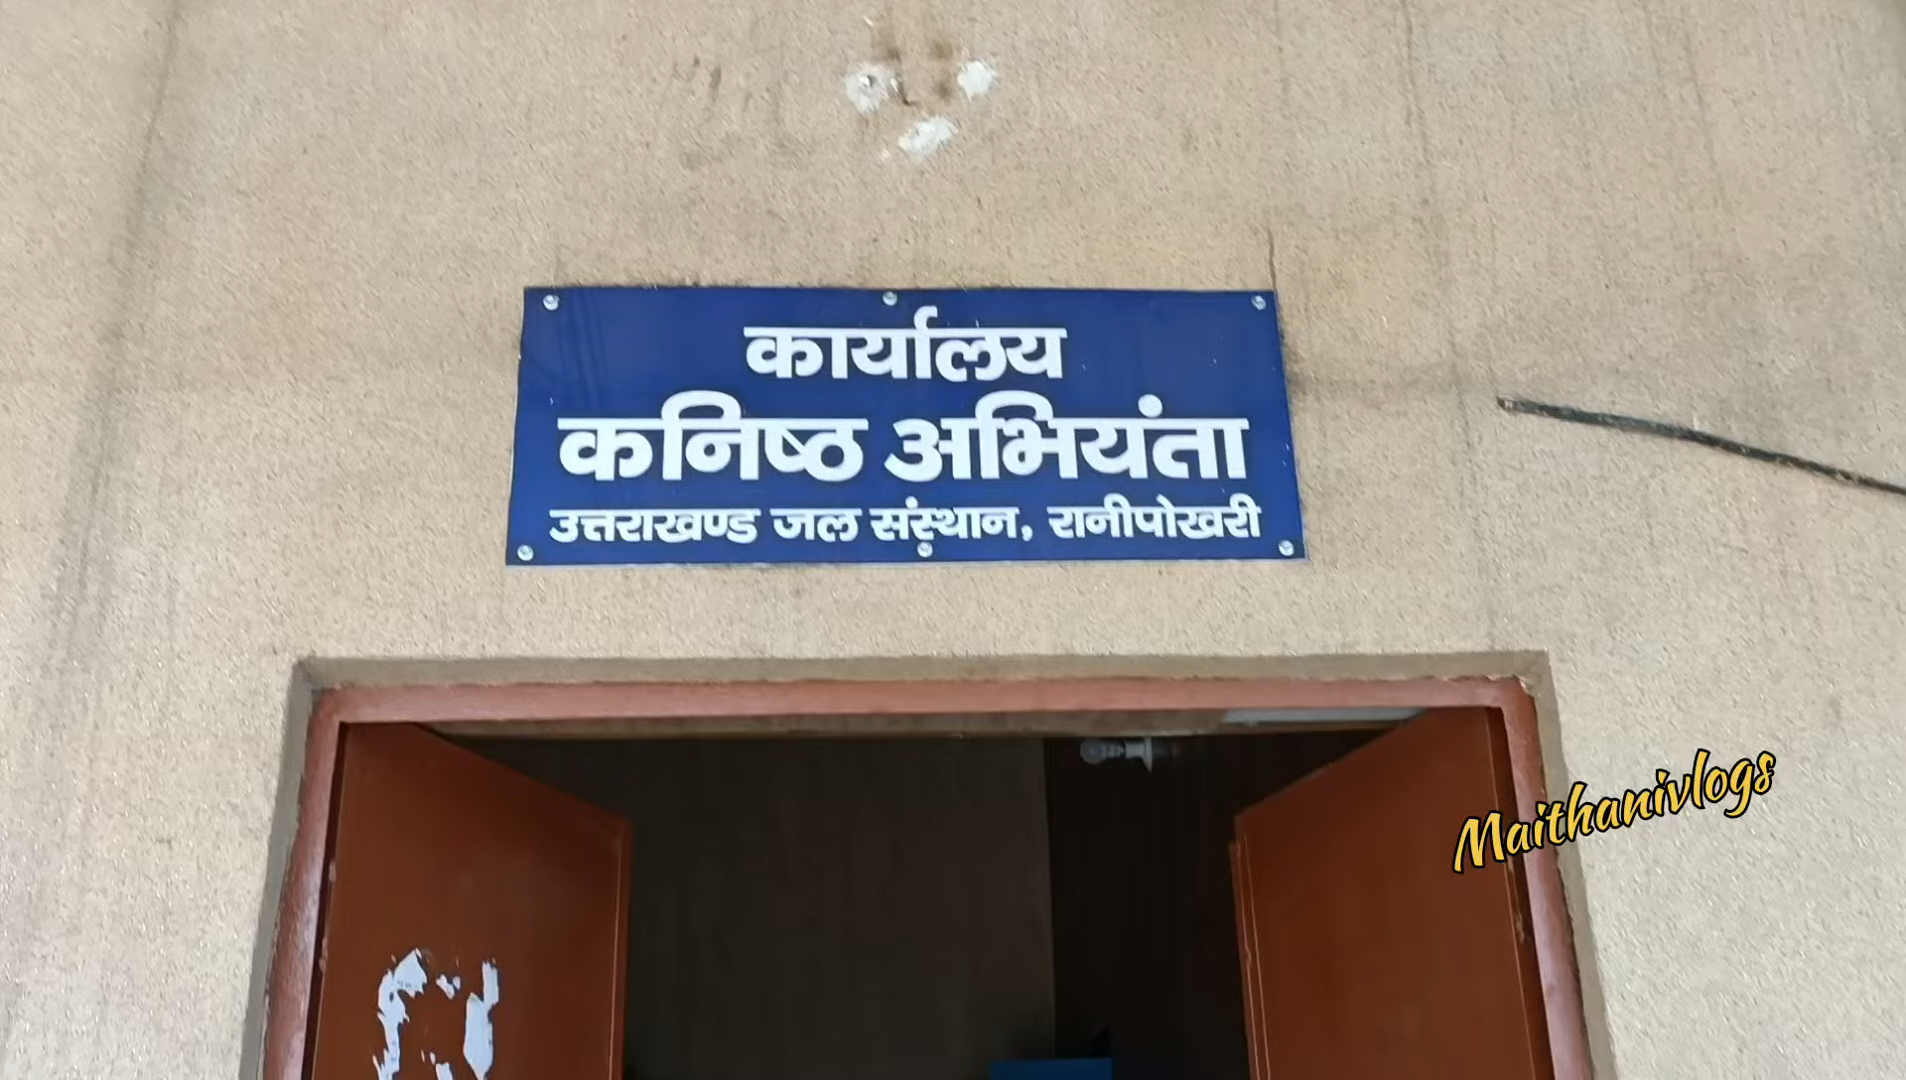 कार्यालय
कनिष्ठ अभियंता
उत्तराखण्ड जल संस्थान, रानीपोखरी
Maithanivlogs